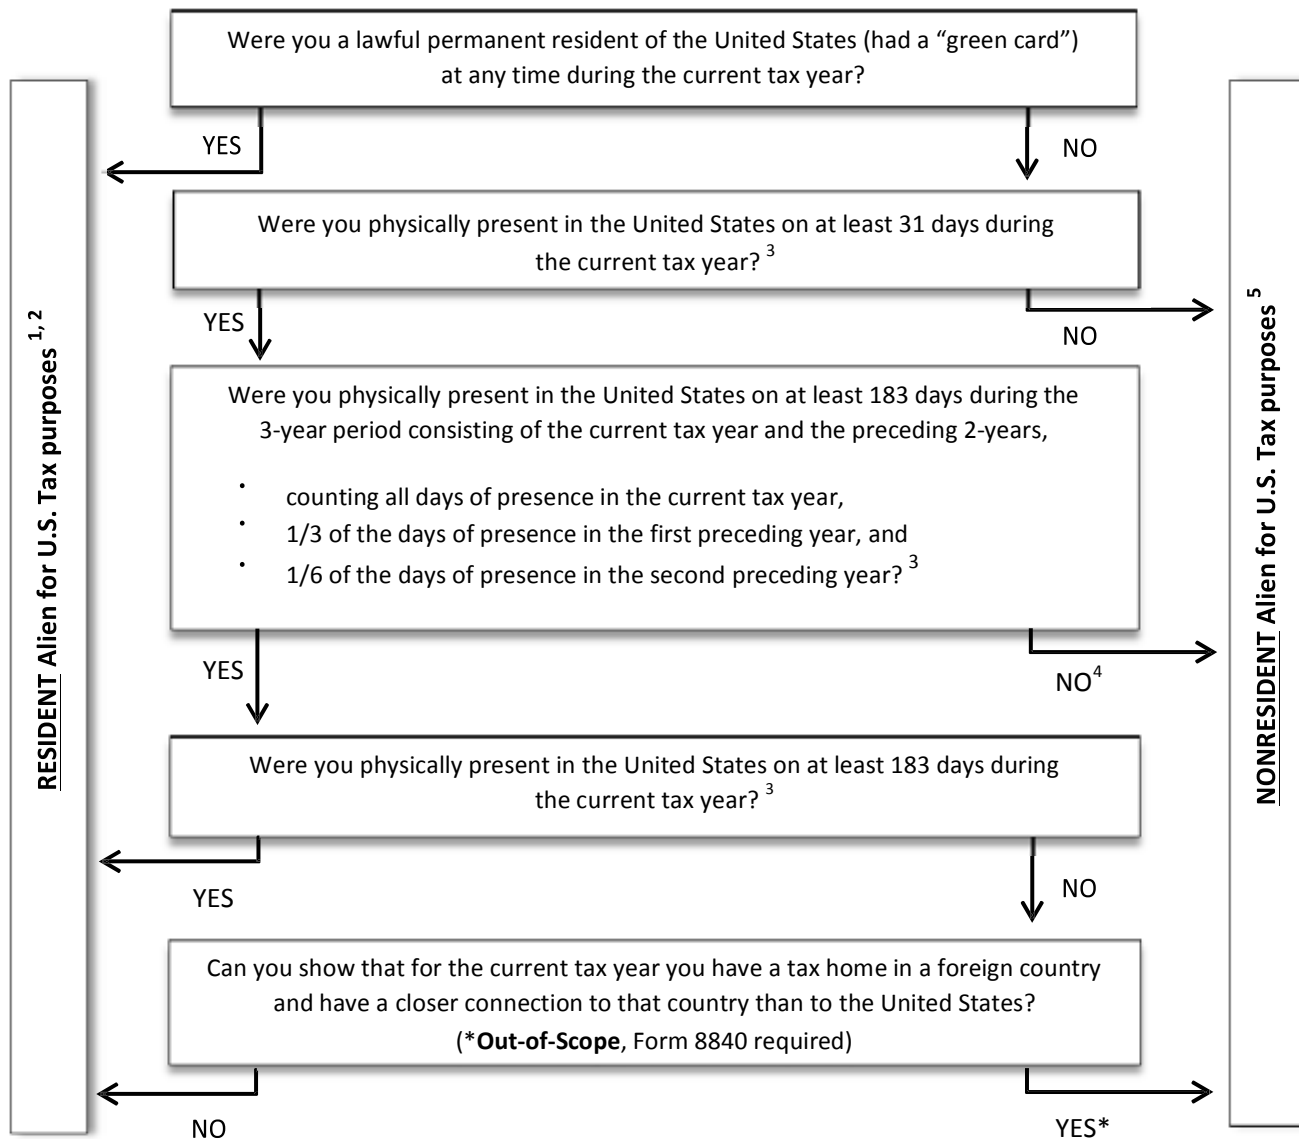 Were you a lawful permanent resident of the United States (had a “green card”)
at any time during the current tax year?
YES
NO
Were you physically present in the United States on at least 31 days during
the current tax year? 3
YES
NO
Were you physically present in the United States on at least 183 days during the
3-year period consisting of the current tax year and the preceding 2-years,
· counting all days of presence in the current tax year,
· 1/3 of the days of presence in the first preceding year, and
· 1/6 of the days of presence in the second preceding year? 3
YES
NO4
Were you physically present in the United States on at least 183 days during
the current tax year? 3
YES
NO
Can you show that for the current tax year you have a tax home in a foreign country
and have a closer connection to that country than to the United States?
(*Out-of-Scope, Form 8840 required)
NO
YES*
RESIDENT Alien for U.S. Tax purposes 1, 2
NONRESIDENT Alien for U.S. Tax purposes 5